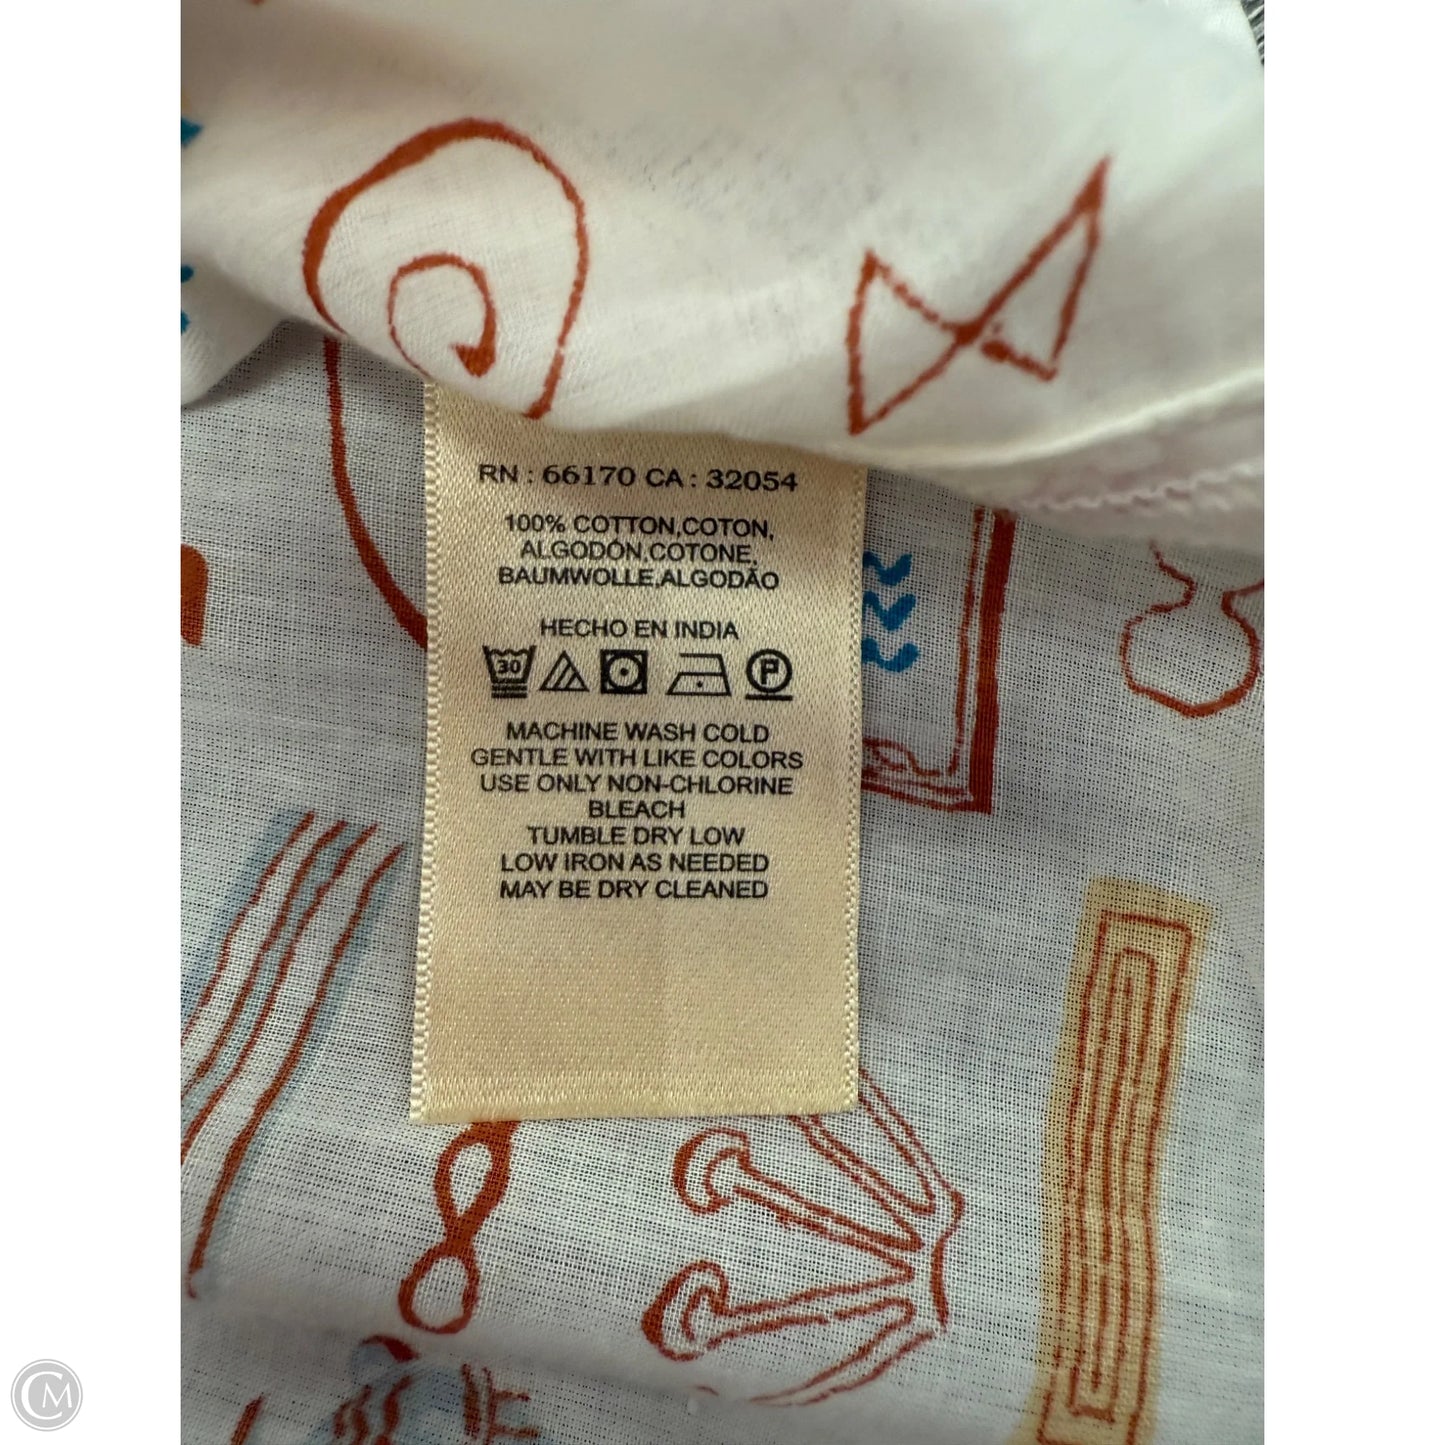 RN : 66170 CA : 32054
100% COTTON,COTON,
ALGODÓN,COTONE,
BAUMWOLLE,ALGODÃO
HECHO EN INDIA
30 P
MACHINE WASH COLD
GENTLE WITH LIKE COLORS
USE ONLY NON-CHLORINE
BLEACH
TUMBLE DRY LOW
LOW IRON AS NEEDED
MAY BE DRY CLEANED
CM